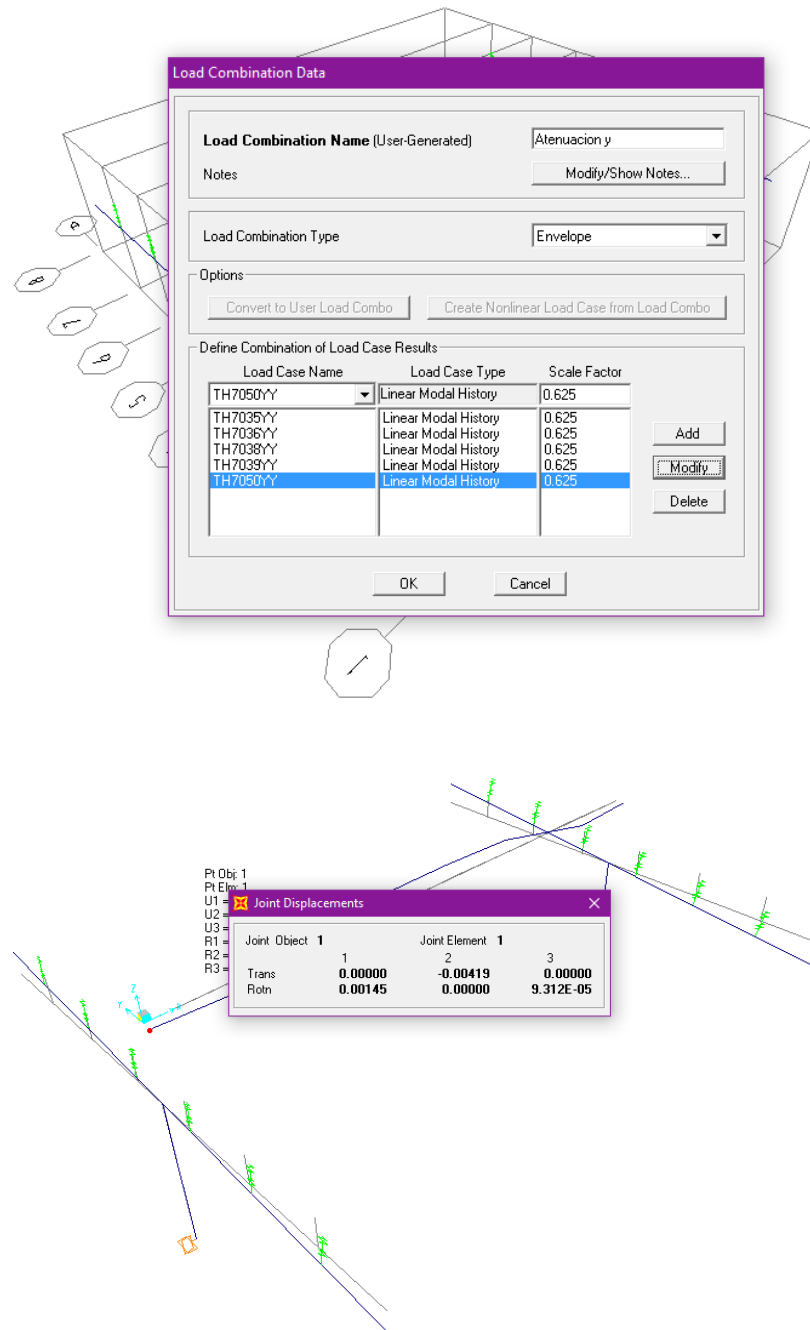 Load Combination Data
Load Combination Name (User-Generated) Atenuacion y
Notes Modify/Show Notes...
Load Combination Type Envelope
Options
Convert to User Load Combo Create Nonlinear Load Case from Load Combo
Define Combination of Load Case Results
Load Case Name Load Case Type Scale Factor
TH7050YY Linear Modal History 0.625
TH7035YY Linear Modal History 0.625
TH7036YY Linear Modal History 0.625
TH7038YY Linear Modal History 0.625
TH7039YY Linear Modal History 0.625
TH7050YY Linear Modal History 0.625
Add
Modify
Delete
OK Cancel
Pt Obj: 1
Pt Elm: 1
U1 =
U2 =
U3 =
R1 =
R2 =
R3 =
Joint Displacements
Joint Object 1 Joint Element 1
1 2 3
Trans 0.00000 -0.00419 0.00000
Rotn 0.00145 0.00000 9.312E-05
Z
Y